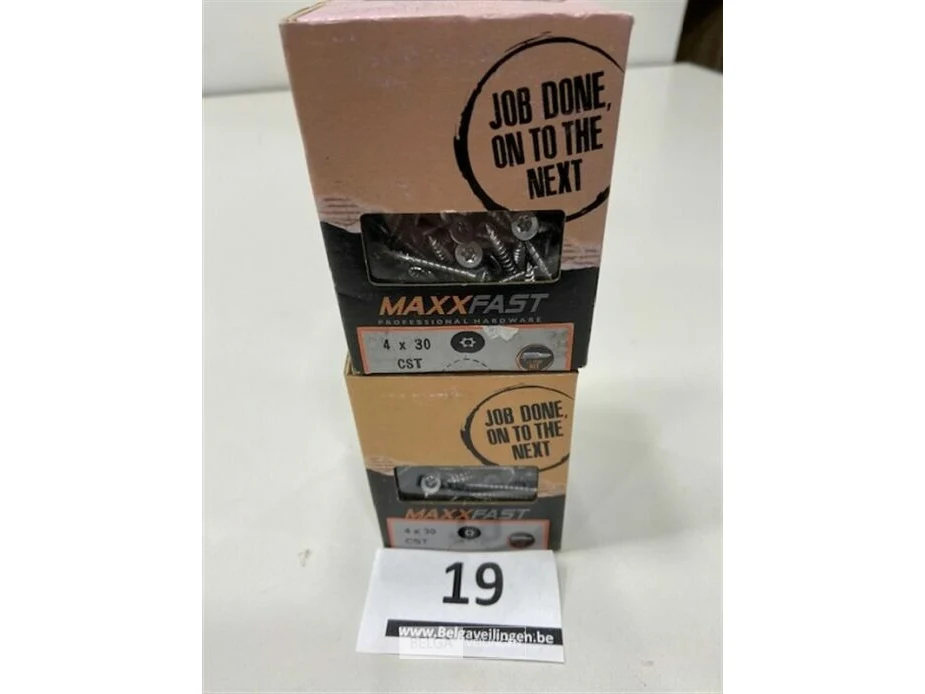 JOB DONE,
ON TO THE
NEXT
MAXXFAST
PROFESSIONAL HARDWARE
4 x 30
CST
JOB DONE,
ON TO THE
NEXT
MAXXFAST
4 x 30
CST
19
www.Belgaveilingen.be
BELGA